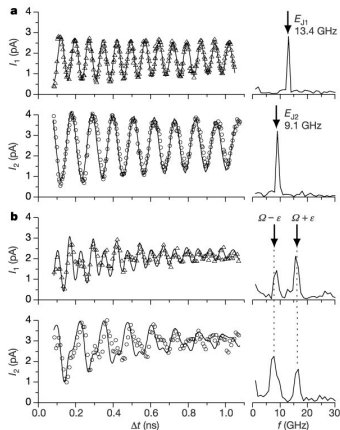 a
I₁ (pA)
4
3
2
1
0
E_J1
13.4 GHz
I₂ (pA)
4
3
2
1
0
E_J2
9.1 GHz
b
I₁ (pA)
4
3
2
1
0
Ω – ε Ω + ε
I₂ (pA)
4
3
2
1
0
0.0 0.2 0.4 0.6 0.8 1.0
0 10 20 30
Δt (ns)
f (GHz)